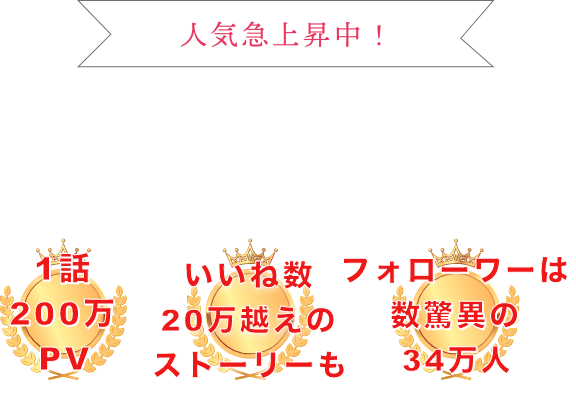 人気急上昇中！
1話
200万
PV
いいね数
20万越えの
ストーリーも
フォローワーは
数驚異の
34万人